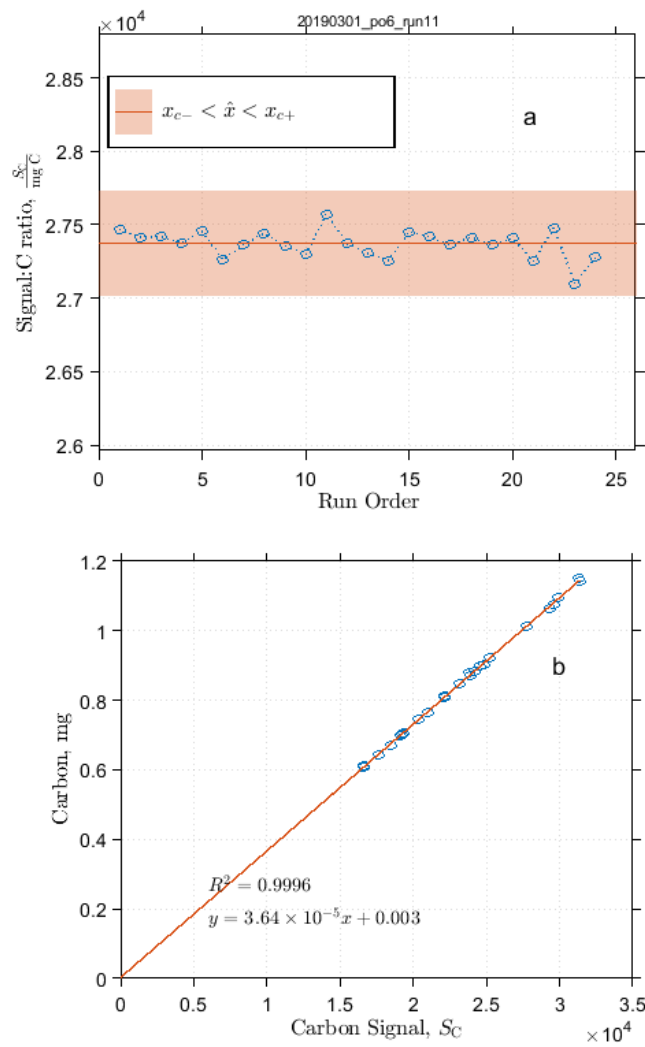 × 10⁴
20190301_po6_run11
2.85
x_{c−} < x̂ < x_{c+}
a
2.8
2.75
2.7
2.65
2.6
Signal:C ratio, S_C/mg C
0 5 10 15 20 25
Run Order
1.2
1
0.8
0.6
0.4
0.2
0
Carbon, mg
b
R² = 0.9996
y = 3.64 × 10⁻⁵x + 0.003
0 0.5 1 1.5 2 2.5 3 3.5
Carbon Signal, S_C
× 10⁴